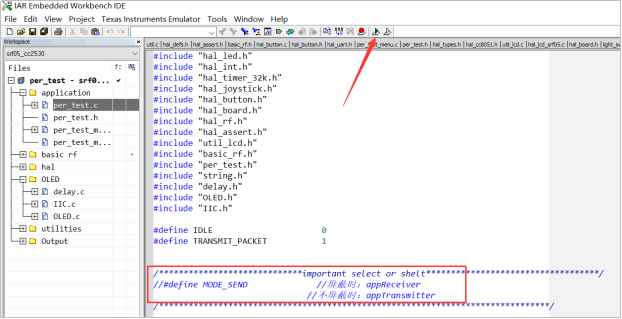 IAR Embedded Workbench IDE
File Edit View Project Texas Instruments Emulator Tools Window Help
Workspace
srf05_cc2530
Files
per_test - srf0...
application
per_test.c
per_test.h
per_test_m...
per_test_m...
basic rf
hal
OLED
delay.c
IIC.c
OLED.c
utilities
Output
util.c | hal_defs.h | hal_assert.h | basic_rf.h | hal_button.c | hal_button.h | hal_uart.h | per_test_menu.c | per_test.h | hal_types.h | hal_cc8051.h | util_lcd.c | hal_lcd_srf05.c | hal_board.h | light_sw
#include "hal_led.h"
#include "hal_int.h"
#include "hal_timer_32k.h"
#include "hal_joystick.h"
#include "hal_button.h"
#include "hal_board.h"
#include "hal_rf.h"
#include "hal_assert.h"
#include "util_lcd.h"
#include "basic_rf.h"
#include "per_test.h"
#include "string.h"
#include "delay.h"
#include "OLED.h"
#include "IIC.h"
#define IDLE 0
#define TRANSMIT_PACKET 1
/****************************important select or shelt**********************************/
//#define MODE_SEND //屏蔽时：appReceiver
//不屏蔽时：appTransmitter
/******************************************************************************/